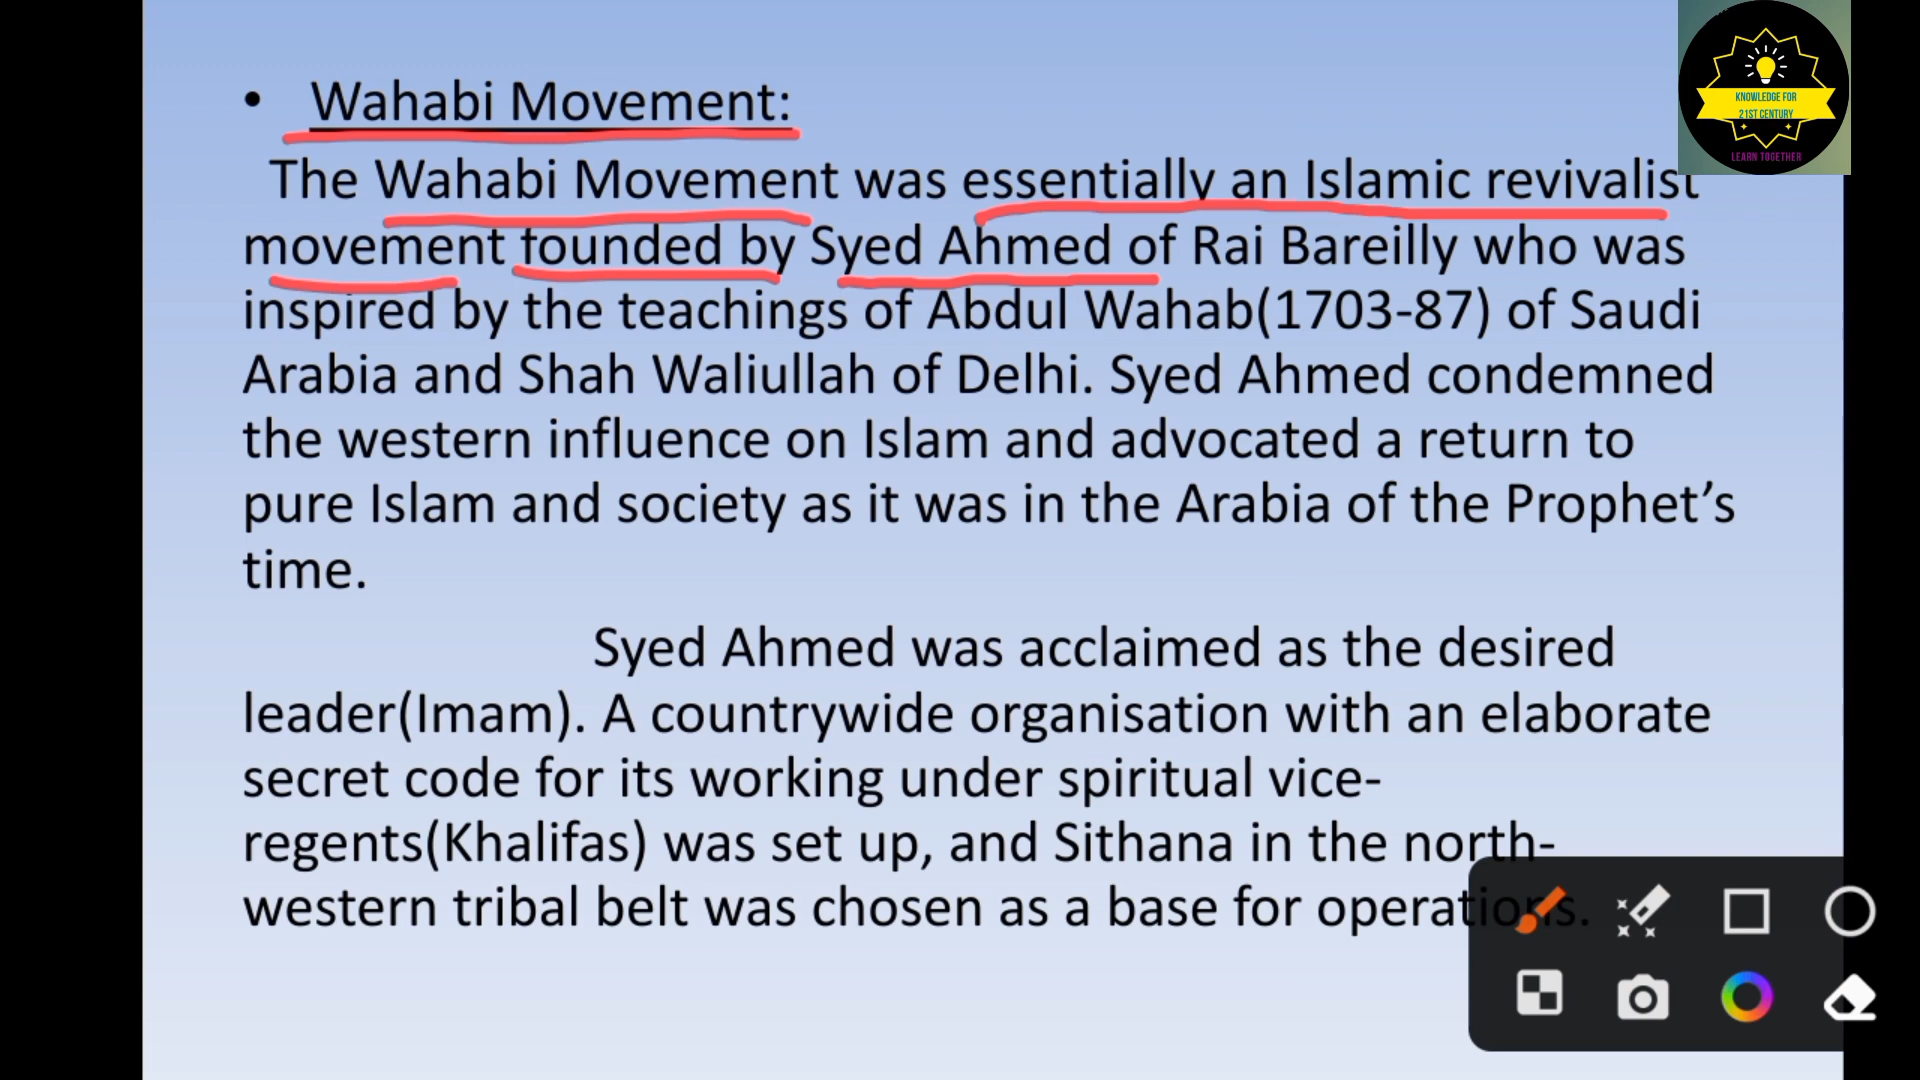 • Wahabi Movement:
The Wahabi Movement was essentially an Islamic revivalist
movement founded by Syed Ahmed of Rai Bareilly who was
inspired by the teachings of Abdul Wahab(1703-87) of Saudi
Arabia and Shah Waliullah of Delhi. Syed Ahmed condemned
the western influence on Islam and advocated a return to
pure Islam and society as it was in the Arabia of the Prophet’s
time.
Syed Ahmed was acclaimed as the desired
leader(Imam). A countrywide organisation with an elaborate
secret code for its working under spiritual vice-
regents(Khalifas) was set up, and Sithana in the north-
western tribal belt was chosen as a base for operations.
KNOWLEDGE FOR
21ST CENTURY
LEARN TOGETHER